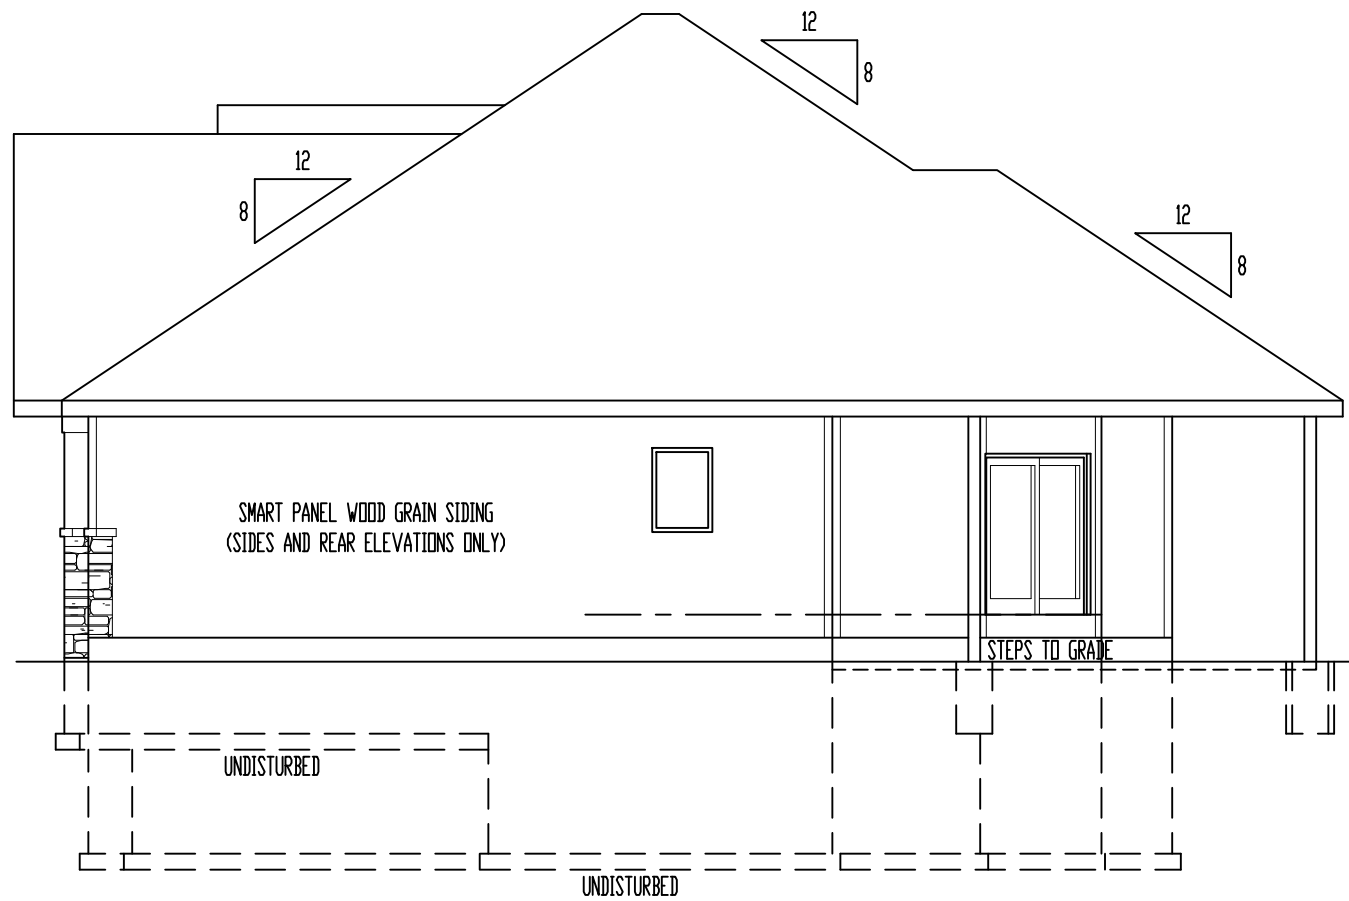 12
8
12
8
12
8
SMART PANEL WOOD GRAIN SIDING
(SIDES AND REAR ELEVATIONS ONLY)
STEPS TO GRADE
UNDISTURBED
UNDISTURBED